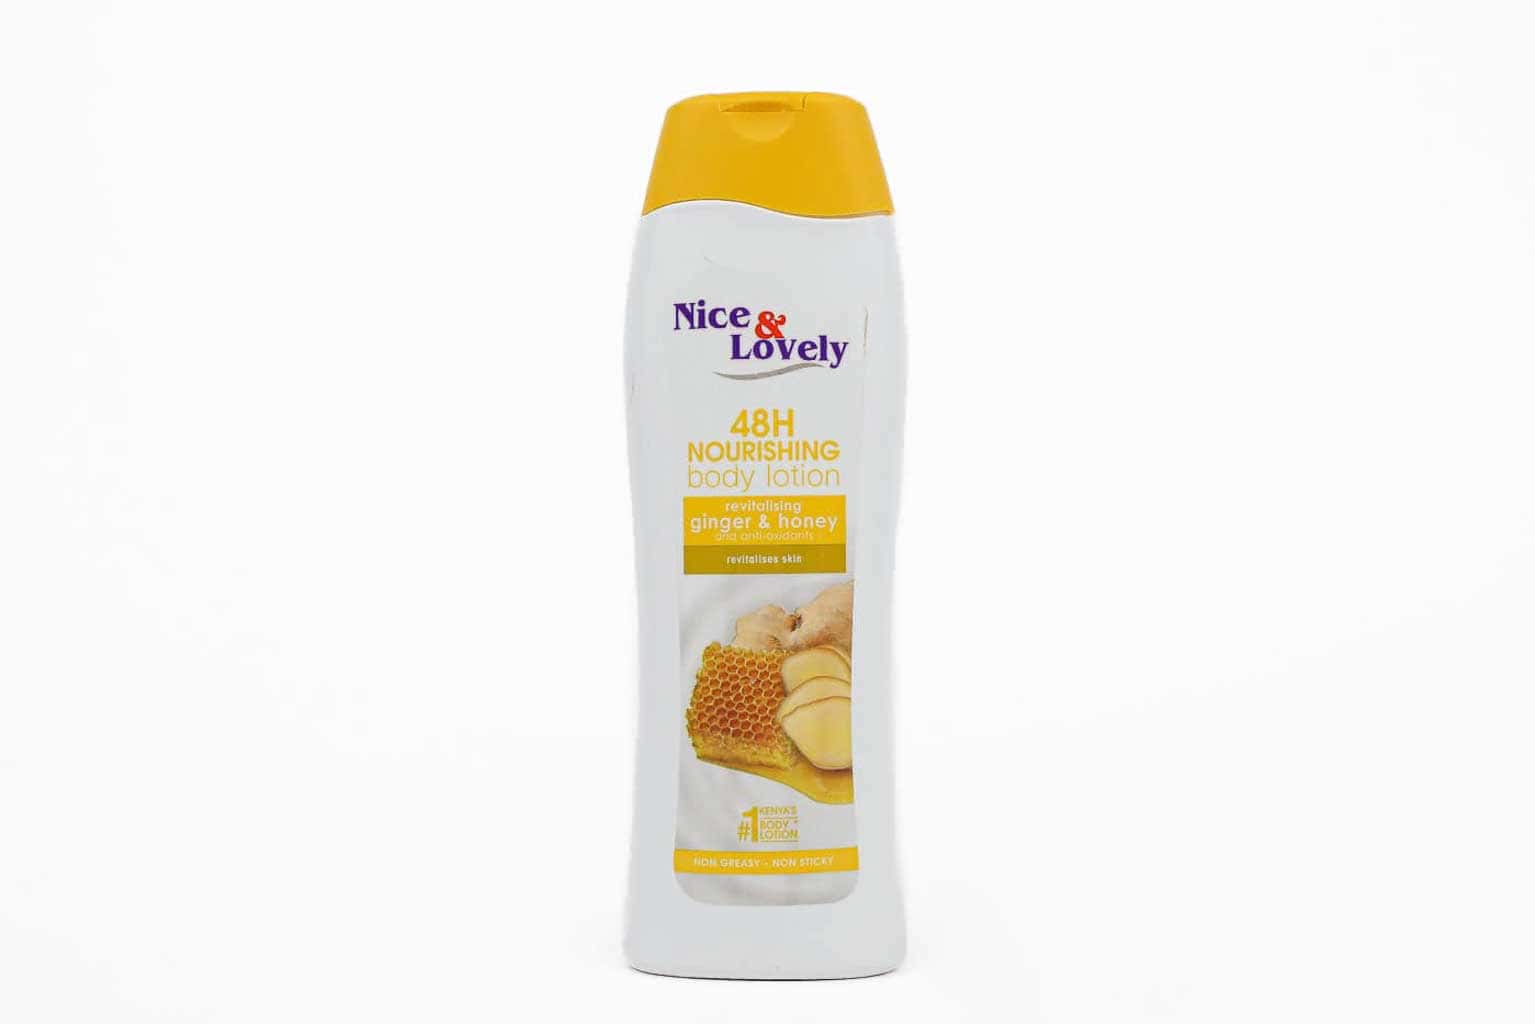 Nice &
Lovely
48H
NOURISHING
body lotion
revitalising
ginger & honey
and anti-oxidants
revitalises skin
#1 KENYA'S
BODY
LOTION
NON GREASY - NON STICKY